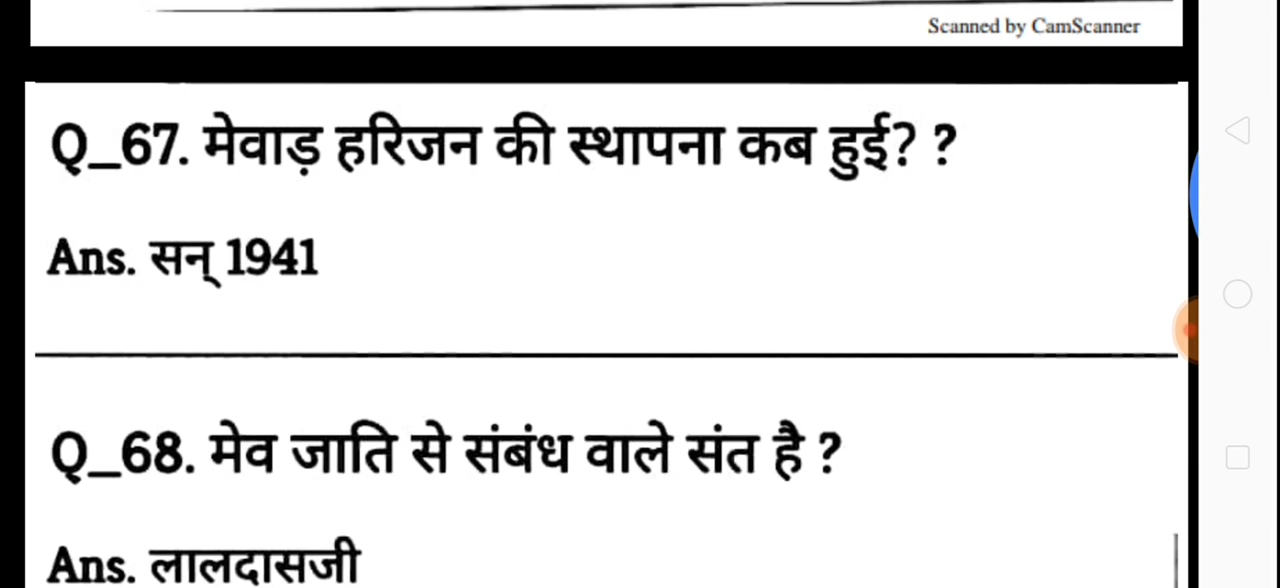 Scanned by CamScanner
Q_67. मेवाड़ हरिजन की स्थापना कब हुई? ?
Ans. सन् 1941
Q_68. मेव जाति से संबंध वाले संत है ?
Ans. लालदासजी